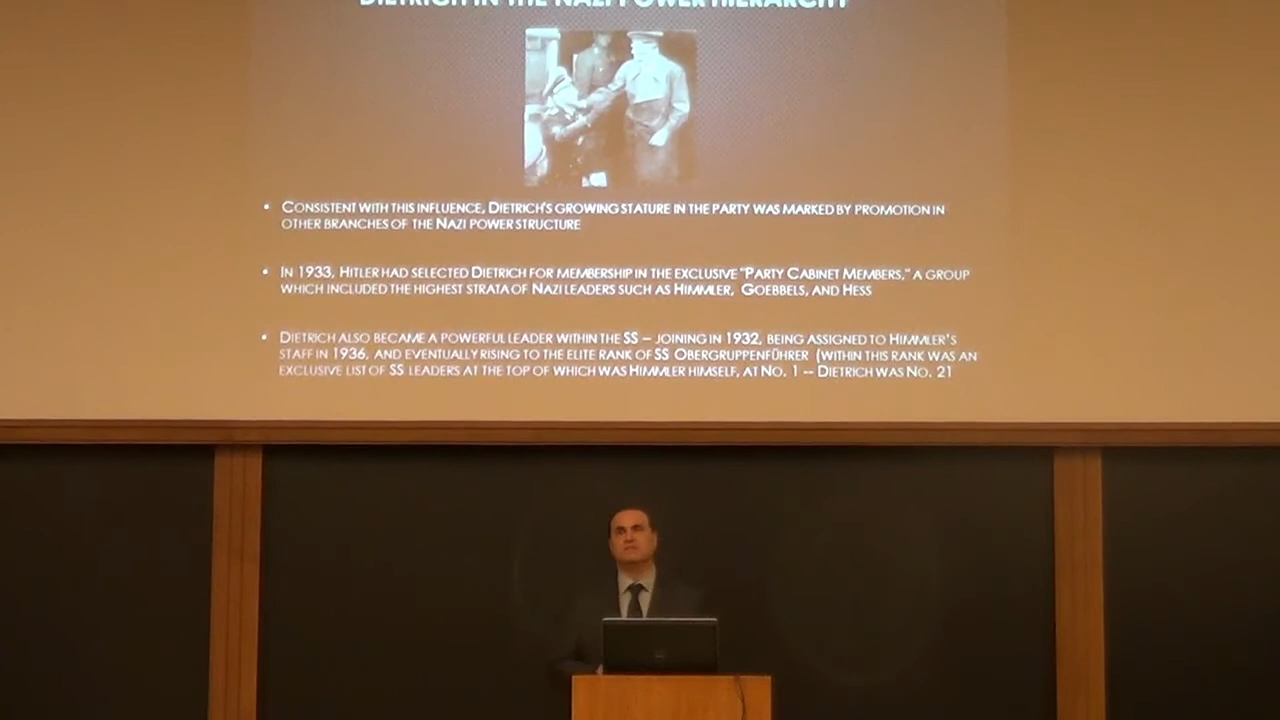 DIETRICH IN THE NAZI POWER HIERARCHY
• CONSISTENT WITH THIS INFLUENCE, DIETRICH'S GROWING STATURE IN THE PARTY WAS MARKED BY PROMOTION IN
OTHER BRANCHES OF THE NAZI POWER STRUCTURE
• IN 1933, HITLER HAD SELECTED DIETRICH FOR MEMBERSHIP IN THE EXCLUSIVE "PARTY CABINET MEMBERS," A GROUP
WHICH INCLUDED THE HIGHEST STRATA OF NAZI LEADERS SUCH AS HIMMLER, GOEBBELS, AND HESS
• DIETRICH ALSO BECAME A POWERFUL LEADER WITHIN THE SS – JOINING IN 1932, BEING ASSIGNED TO HIMMLER'S
STAFF IN 1936, AND EVENTUALLY RISING TO THE ELITE RANK OF SS OBERGRUPPENFÜHRER (WITHIN THIS RANK WAS AN
EXCLUSIVE LIST OF SS LEADERS AT THE TOP OF WHICH WAS HIMMLER HIMSELF, AT NO. 1 -- DIETRICH WAS NO. 21